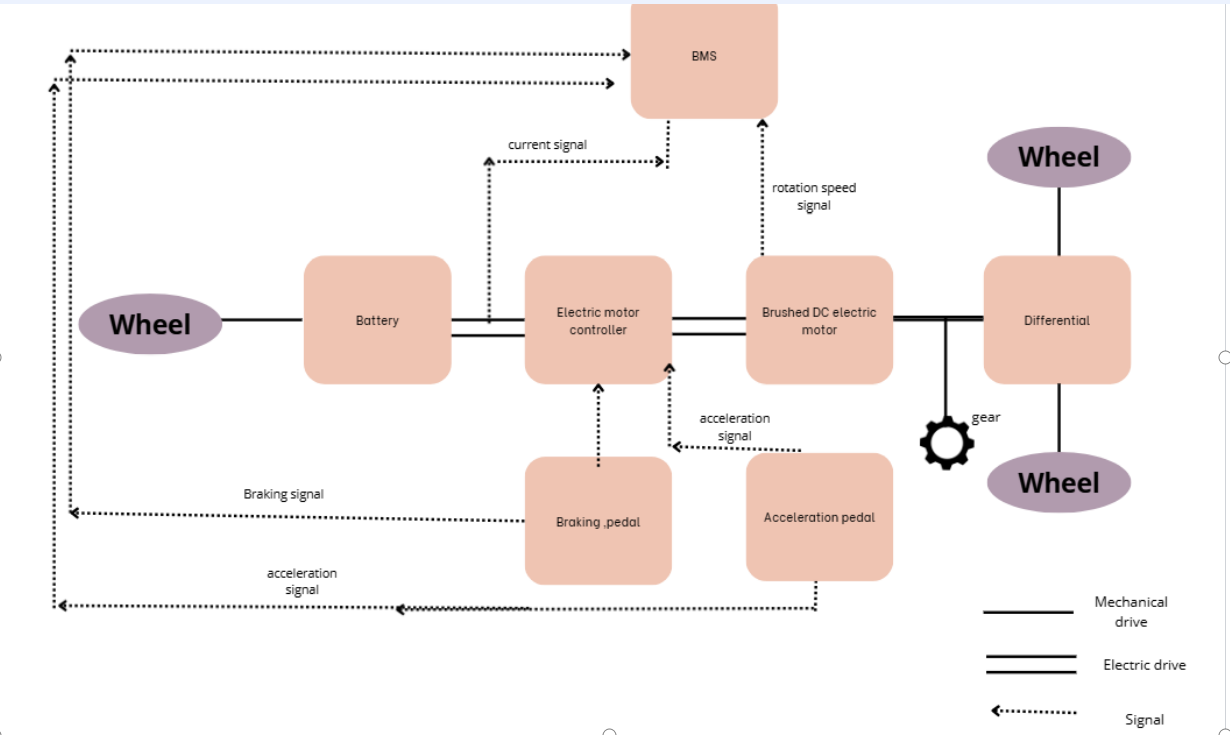 BMS
current signal
Wheel
rotation speed
signal
Wheel
Battery
Electric motor
controller
Brushed DC electric
motor
Differential
acceleration
signal
gear
Wheel
Braking signal
Braking ,pedal
Acceleration pedal
acceleration
signal
Mechanical
drive
Electric drive
Signal